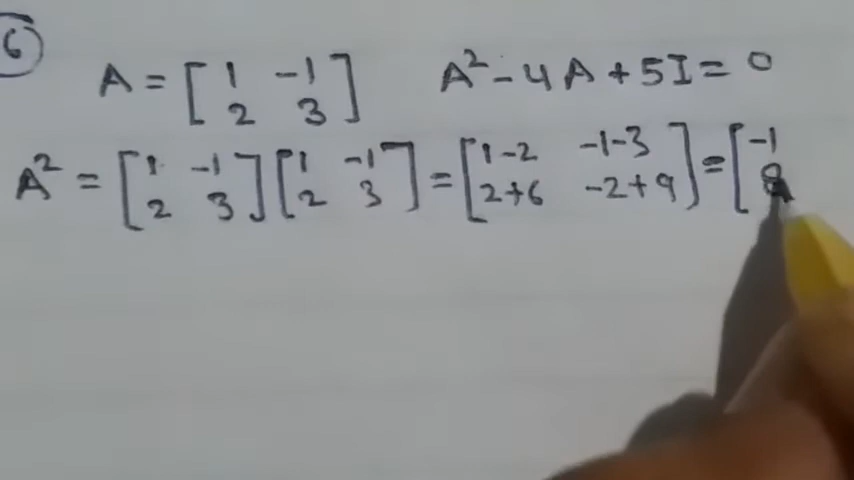 6
A = [ 1 -1 ; 2 3 ] A² - 4A + 5I = 0
A² = [ 1 -1 ; 2 3 ] [ 1 -1 ; 2 3 ] = [ 1-2 -1-3 ; 2+6 -2+9 ] = [ -1 ; 8